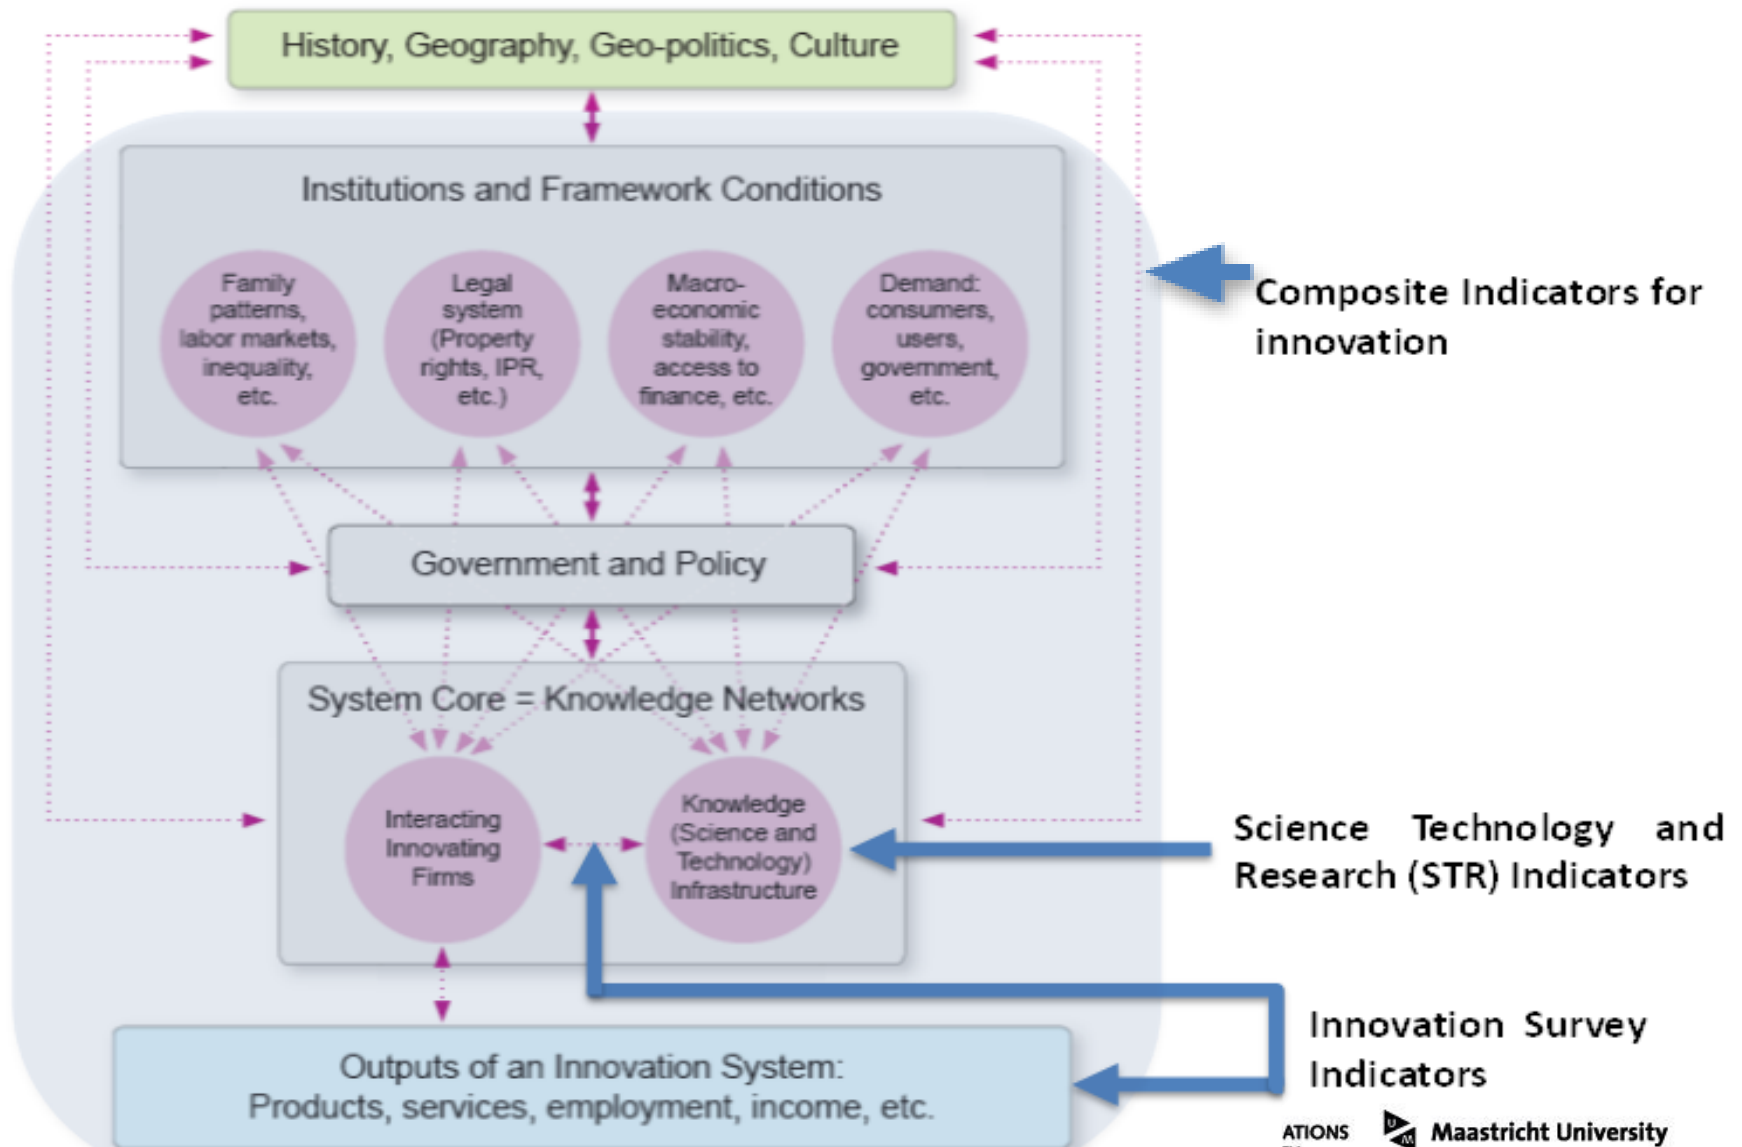 History, Geography, Geo-politics, Culture
Institutions and Framework Conditions
Family
patterns,
labor markets,
inequality,
etc.
Legal
system
(Property
rights, IPR,
etc.)
Macro-
economic
stability,
access to
finance, etc.
Demand:
consumers,
users,
government,
etc.
Composite Indicators for
innovation
Government and Policy
System Core = Knowledge Networks
Interacting
Innovating
Firms
Knowledge
(Science and
Technology)
Infrastructure
Science Technology and
Research (STR) Indicators
Innovation Survey
Indicators
Outputs of an Innovation System:
Products, services, employment, income, etc.
ATIONS
U M Maastricht University